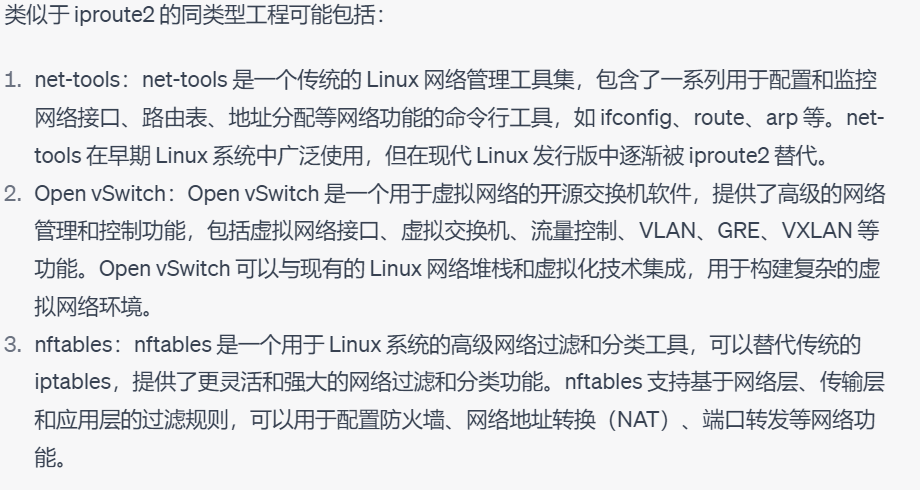 类似于 iproute2 的同类型工程可能包括：
1. net-tools：net-tools 是一个传统的 Linux 网络管理工具集，包含了一系列用于配置和监控
网络接口、路由表、地址分配等网络功能的命令行工具，如 ifconfig、route、arp 等。net-
tools 在早期 Linux 系统中广泛使用，但在现代 Linux 发行版中逐渐被 iproute2 替代。
2. Open vSwitch：Open vSwitch 是一个用于虚拟网络的开源交换机软件，提供了高级的网络
管理和控制功能，包括虚拟网络接口、虚拟交换机、流量控制、VLAN、GRE、VXLAN 等
功能。Open vSwitch 可以与现有的 Linux 网络堆栈和虚拟化技术集成，用于构建复杂的虚
拟网络环境。
3. nftables：nftables 是一个用于 Linux 系统的高级网络过滤和分类工具，可以替代传统的
iptables，提供了更灵活和强大的网络过滤和分类功能。nftables 支持基于网络层、传输层
和应用层的过滤规则，可以用于配置防火墙、网络地址转换（NAT）、端口转发等网络功
能。